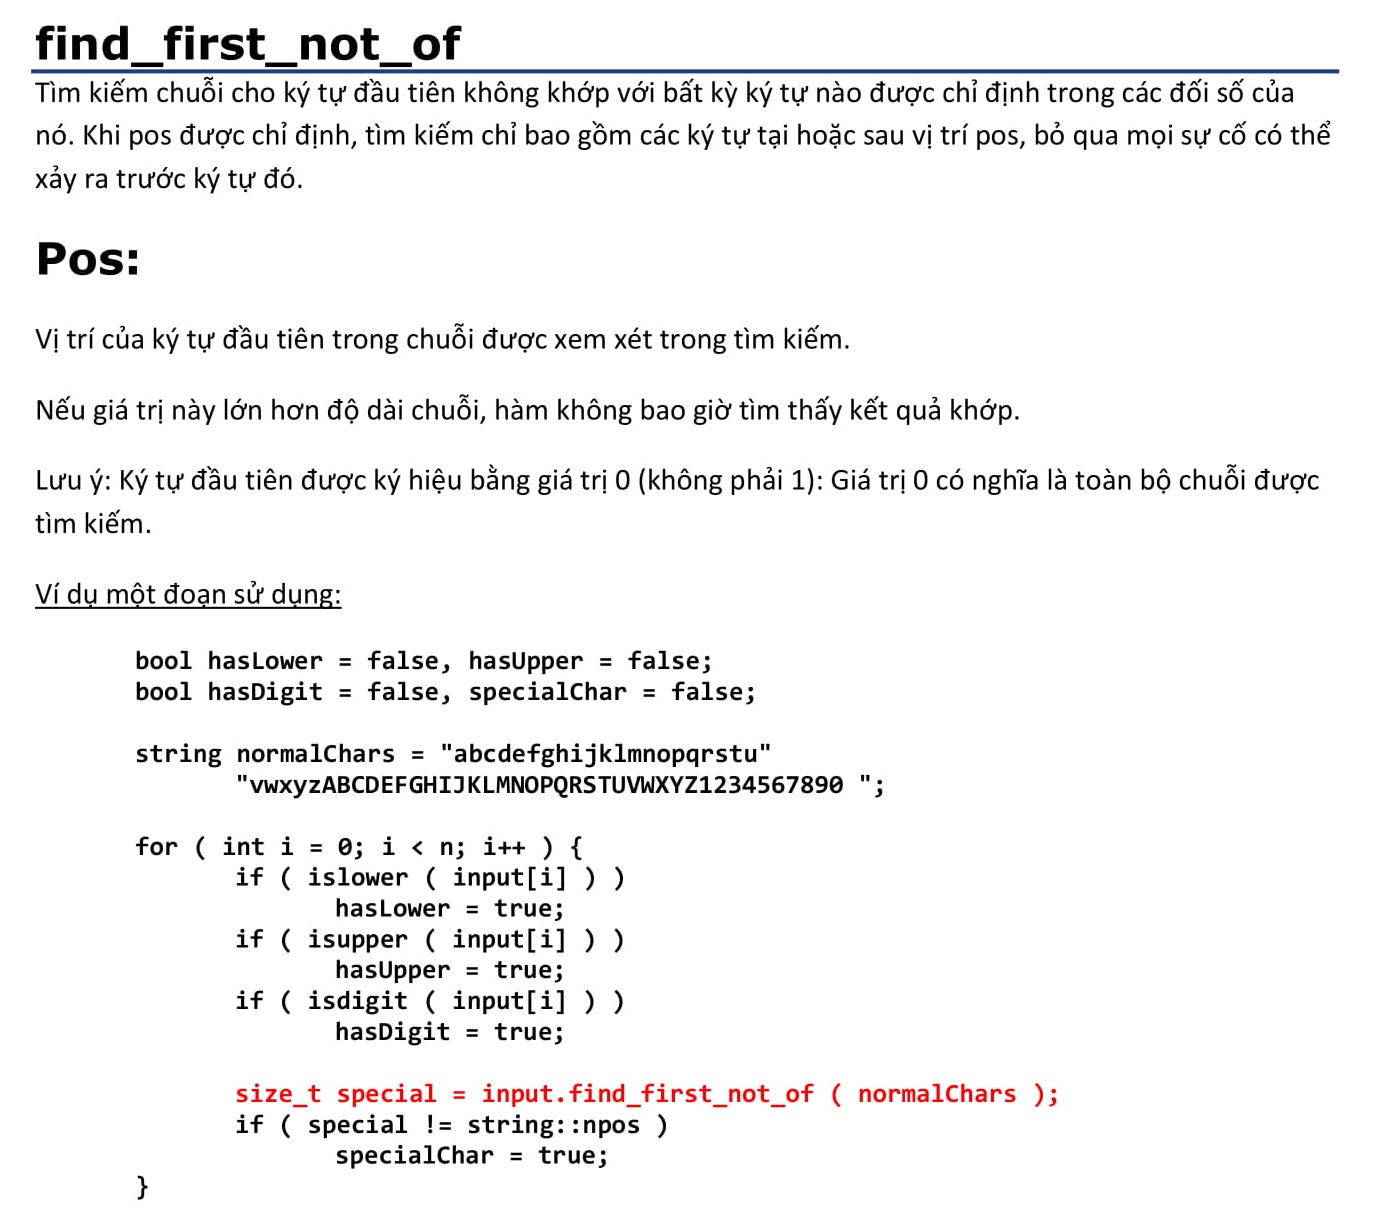 find_first_not_of
Tìm kiếm chuỗi cho ký tự đầu tiên không khớp với bất kỳ ký tự nào được chỉ định trong các đối số của
nó. Khi pos được chỉ định, tìm kiếm chỉ bao gồm các ký tự tại hoặc sau vị trí pos, bỏ qua mọi sự cố có thể
xảy ra trước ký tự đó.
Pos:
Vị trí của ký tự đầu tiên trong chuỗi được xem xét trong tìm kiếm.
Nếu giá trị này lớn hơn độ dài chuỗi, hàm không bao giờ tìm thấy kết quả khớp.
Lưu ý: Ký tự đầu tiên được ký hiệu bằng giá trị 0 (không phải 1): Giá trị 0 có nghĩa là toàn bộ chuỗi được
tìm kiếm.
Ví dụ một đoạn sử dụng:
bool hasLower = false, hasUpper = false;
bool hasDigit = false, specialChar = false;
string normalChars = "abcdefghijklmnopqrstu"
"vwxyzABCDEFGHIJKLMNOPQRSTUVWXYZ1234567890 ";
for ( int i = 0; i < n; i++ ) {
if ( islower ( input[i] ) )
hasLower = true;
if ( isupper ( input[i] ) )
hasUpper = true;
if ( isdigit ( input[i] ) )
hasDigit = true;
size_t special = input.find_first_not_of ( normalChars );
if ( special != string::npos )
specialChar = true;
}